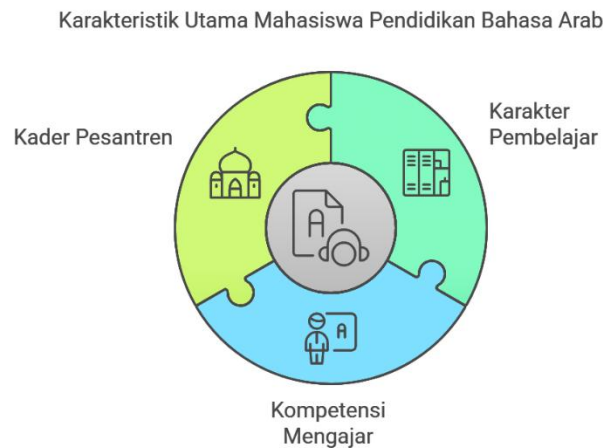 Karakteristik Utama Mahasiswa Pendidikan Bahasa Arab
Kader Pesantren
Karakter
Pembelajar
A
A
Kompetensi
Mengajar